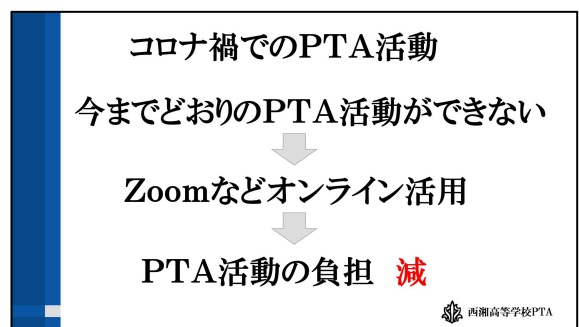 コロナ禍でのPTA活動
今までどおりのPTA活動ができない
Zoomなどオンライン活用
PTA活動の負担 減
西湘高等学校PTA